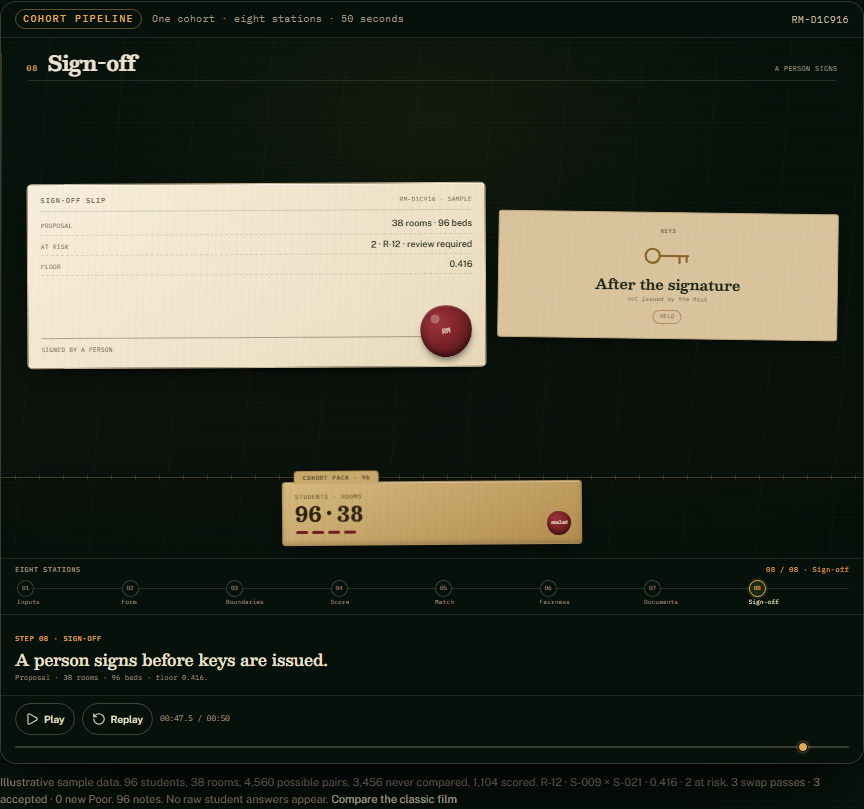 COHORT PIPELINE One cohort · eight stations · 50 seconds RM-D1C916
08 Sign-off A PERSON SIGNS
SIGN-OFF SLIP RM-D1C916 · SAMPLE
PROPOSAL 38 rooms · 96 beds
AT RISK 2 · R-12 · review required
FLOOR 0.416
RM
SIGNED BY A PERSON
KEYS
After the signature
not issued by the desk
HELD
COHORT PACK · 96
STUDENTS · ROOMS
96 · 38
sealed
EIGHT STATIONS 08 / 08 · Sign-off
01 02 03 04 05 06 07 08
Inputs Form Boundaries Score Match Fairness Documents Sign-off
STEP 08 · SIGN-OFF
A person signs before keys are issued.
Proposal · 38 rooms · 96 beds · floor 0.416.
Play Replay 00:47.5 / 00:50
Illustrative sample data. 96 students, 38 rooms, 4,560 possible pairs, 3,456 never compared, 1,104 scored. R-12 · S-009 × S-021 · 0.416 · 2 at risk. 3 swap passes · 3
accepted · 0 new Poor. 96 notes. No raw student answers appear. Compare the classic film